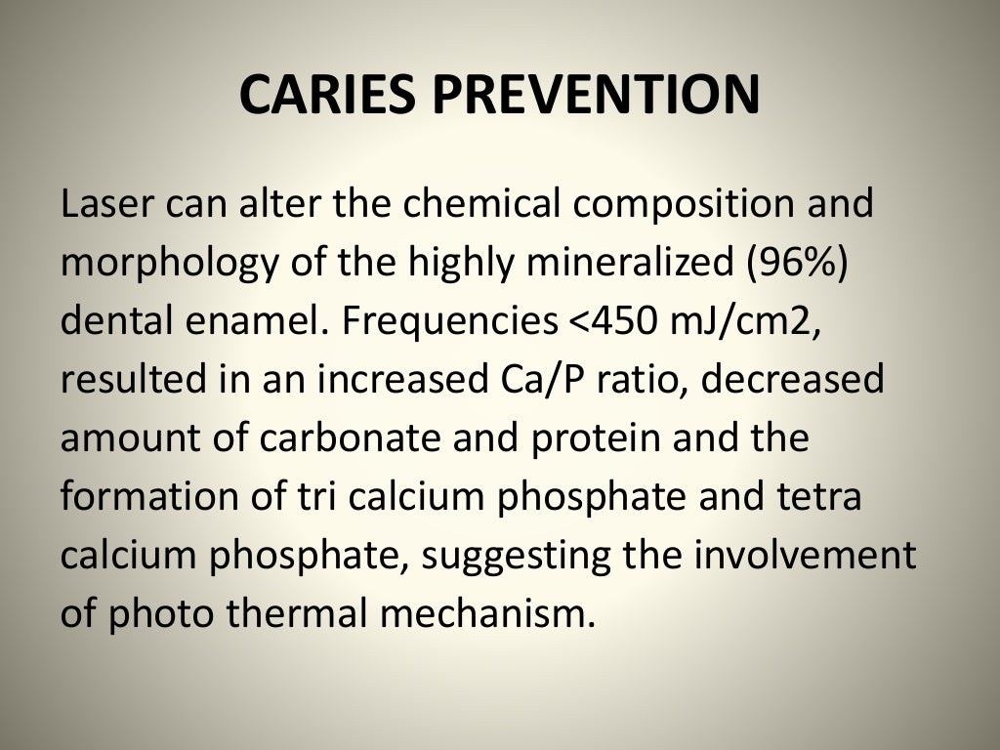 CARIES PREVENTION
Laser can alter the chemical composition and
morphology of the highly mineralized (96%)
dental enamel. Frequencies <450 mJ/cm2,
resulted in an increased Ca/P ratio, decreased
amount of carbonate and protein and the
formation of tri calcium phosphate and tetra
calcium phosphate, suggesting the involvement
of photo thermal mechanism.